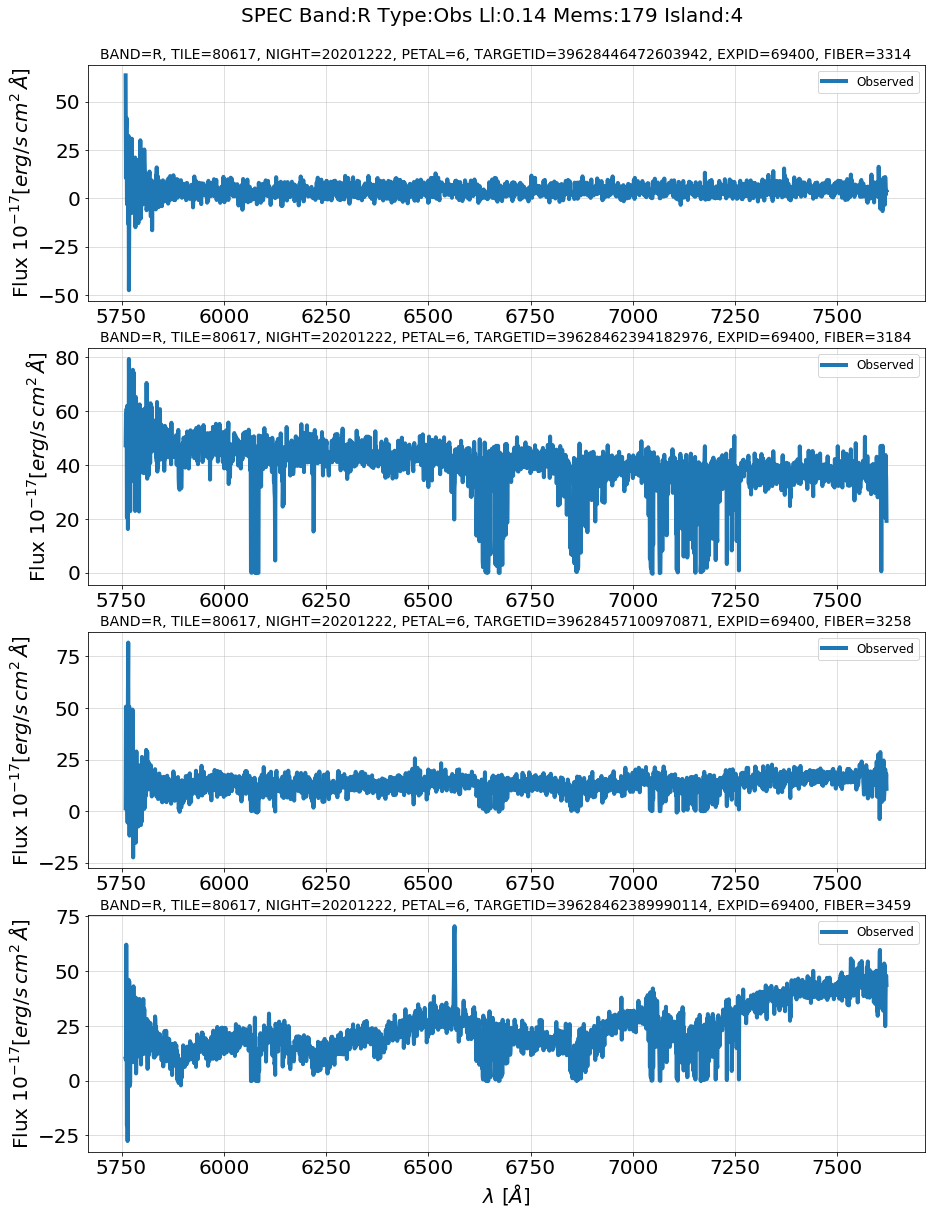 SPEC Band:R Type:Obs Ll:0.14 Mems:179 Island:4
BAND=R, TILE=80617, NIGHT=20201222, PETAL=6, TARGETID=39628446472603942, EXPID=69400, FIBER=3314
Observed
Flux 10^{-17}[erg/s cm^2 Å]
50
25
0
−25
−50
5750 6000 6250 6500 6750 7000 7250 7500
BAND=R, TILE=80617, NIGHT=20201222, PETAL=6, TARGETID=39628462394182976, EXPID=69400, FIBER=3184
Observed
Flux 10^{-17}[erg/s cm^2 Å]
80
60
40
20
0
5750 6000 6250 6500 6750 7000 7250 7500
BAND=R, TILE=80617, NIGHT=20201222, PETAL=6, TARGETID=39628457100970871, EXPID=69400, FIBER=3258
Observed
Flux 10^{-17}[erg/s cm^2 Å]
75
50
25
0
−25
5750 6000 6250 6500 6750 7000 7250 7500
BAND=R, TILE=80617, NIGHT=20201222, PETAL=6, TARGETID=39628462389990114, EXPID=69400, FIBER=3459
Observed
Flux 10^{-17}[erg/s cm^2 Å]
75
50
25
0
−25
5750 6000 6250 6500 6750 7000 7250 7500
λ [Å]